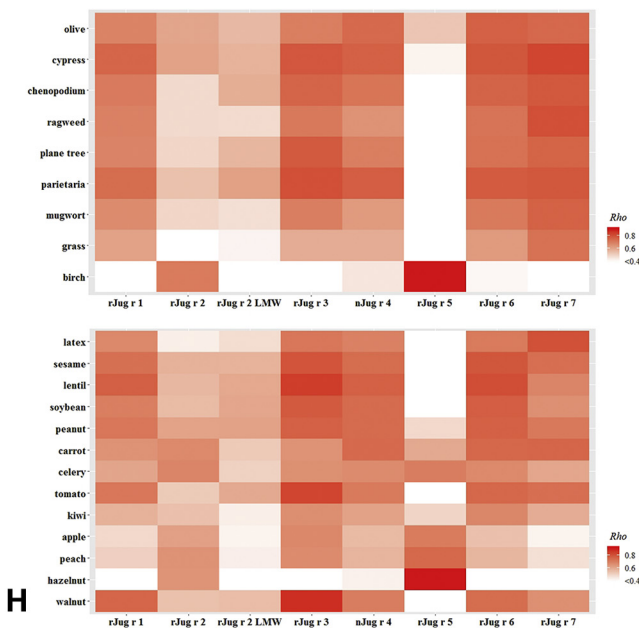 olive
cypress
chenopodium
ragweed
plane tree
parietaria
mugwort
grass
birch
rJug r 1 rJug r 2 rJug r 2 LMW rJug r 3 nJug r 4 rJug r 5 rJug r 6 rJug r 7
Rho
0.8
0.6
<0.4
latex
sesame
lentil
soybean
peanut
carrot
celery
tomato
kiwi
apple
peach
hazelnut
walnut
rJug r 1 rJug r 2 rJug r 2 LMW rJug r 3 nJug r 4 rJug r 5 rJug r 6 rJug r 7
Rho
0.8
0.6
<0.4
H